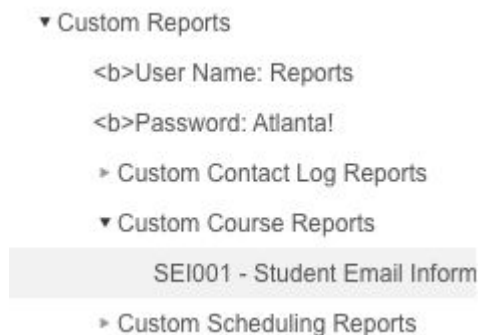 Custom Reports
<b>User Name: Reports
<b>Password: Atlanta!
Custom Contact Log Reports
Custom Course Reports
SEI001 - Student Email Inform
Custom Scheduling Reports